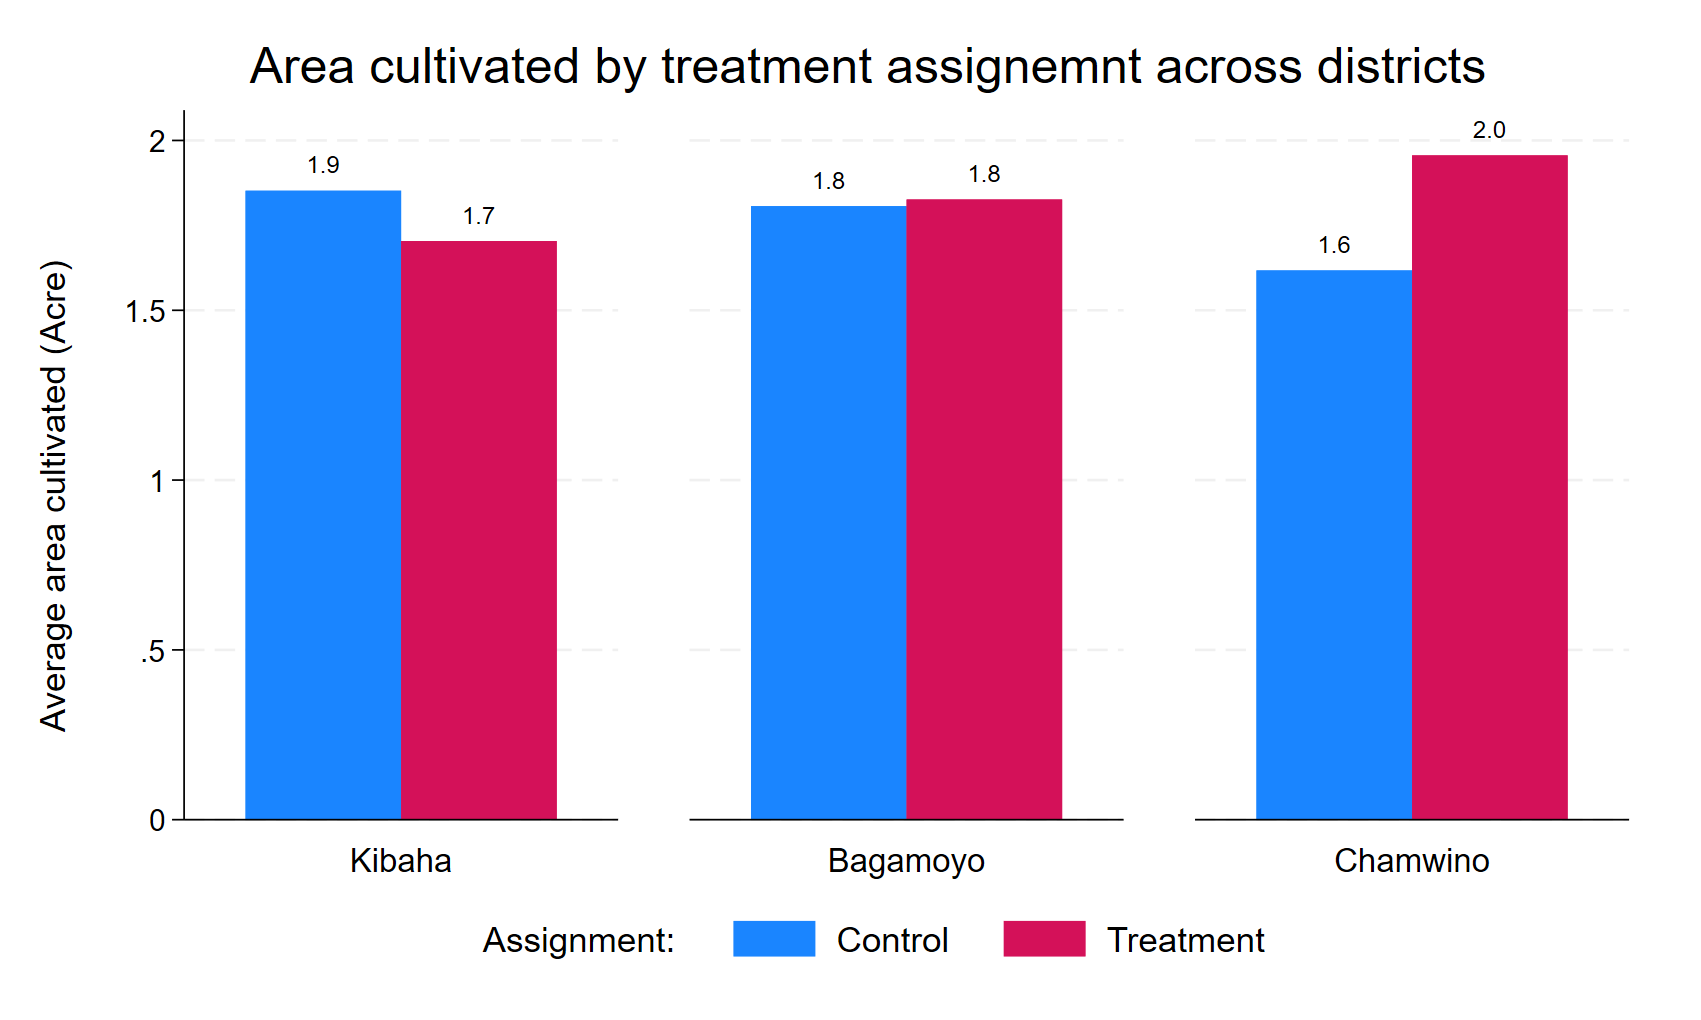 Area cultivated by treatment assignemnt across districts
Average area cultivated (Acre)
2
1.5
1
.5
0
1.9
1.7
1.8
1.8
1.6
2.0
Kibaha
Bagamoyo
Chamwino
Assignment: Control Treatment